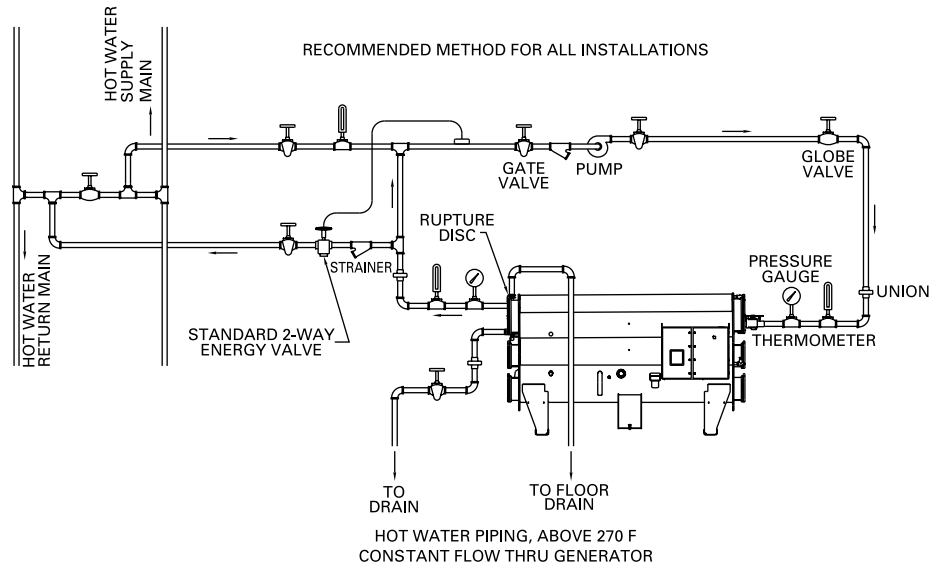 RECOMMENDED METHOD FOR ALL INSTALLATIONS
HOT WATER
SUPPLY
MAIN
GATE
VALVE
PUMP
GLOBE
VALVE
RUPTURE
DISC
STRAINER
PRESSURE
GAUGE
UNION
HOT WATER
RETURN MAIN
STANDARD 2-WAY
ENERGY VALVE
THERMOMETER
TO
DRAIN
TO FLOOR
DRAIN
HOT WATER PIPING, ABOVE 270 F
CONSTANT FLOW THRU GENERATOR